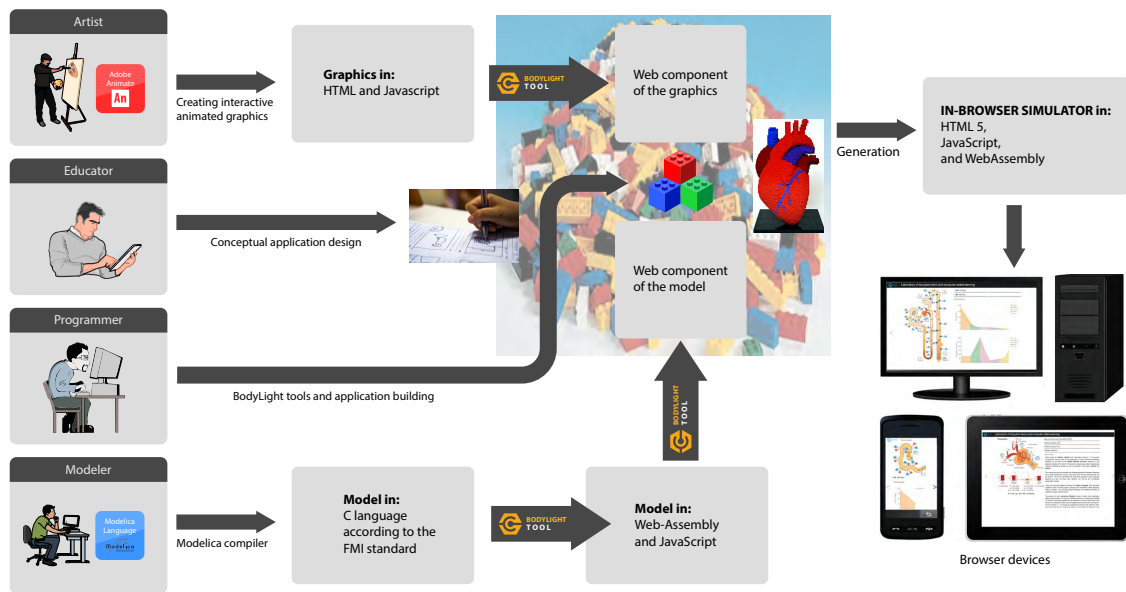 Artist
Adobe
Animate
An
Creating interactive
animated graphics
Graphics in:
HTML and Javascript
BODYLIGHT
TOOL
Web component
of the graphics
Generation
IN-BROWSER SIMULATOR in:
HTML 5,
JavaScript,
and WebAssembly
Educator
Conceptual application design
Web component
of the model
Programmer
BodyLight tools and application building
BODYLIGHT
TOOL
Browser devices
Modeler
Modelica
Language
Modelica
Modelica compiler
Model in:
C language
according to the
FMI standard
BODYLIGHT
TOOL
Model in:
Web-Assembly
and JavaScript